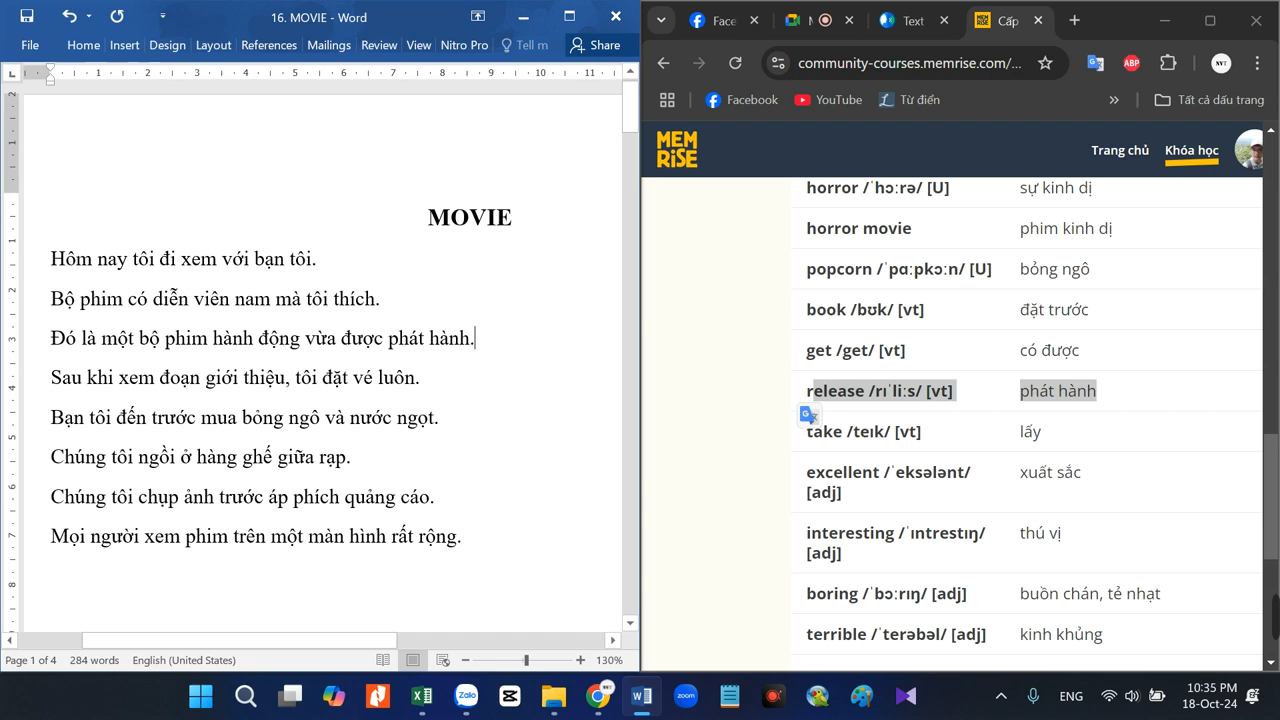 16. MOVIE - Word
File Home Insert Design Layout References Mailings Review View Nitro Pro Tell m Share
MOVIE
Hôm nay tôi đi xem với bạn tôi.
Bộ phim có diễn viên nam mà tôi thích.
Đó là một bộ phim hành động vừa được phát hành.
Sau khi xem đoạn giới thiệu, tôi đặt vé luôn.
Bạn tôi đến trước mua bỏng ngô và nước ngọt.
Chúng tôi ngồi ở hàng ghế giữa rạp.
Chúng tôi chụp ảnh trước áp phích quảng cáo.
Mọi người xem phim trên một màn hình rất rộng.
Page 1 of 4 284 words English (United States) 130%
Face Text Cấp
community-courses.memrise.com/... ABP NVT
Facebook YouTube Từ điển Tất cả dấu trang
MEM
RiSE
Trang chủ Khóa học
horror /ˈhɔːrə/ [U] sự kinh dị
horror movie phim kinh dị
popcorn /ˈpɑːpkɔːn/ [U] bỏng ngô
book /bʊk/ [vt] đặt trước
get /get/ [vt] có được
release /rɪˈliːs/ [vt] phát hành
take /teɪk/ [vt] lấy
excellent /ˈeksələnt/ xuất sắc
[adj]
interesting /ˈɪntrestɪŋ/ thú vị
[adj]
boring /ˈbɔːrɪŋ/ [adj] buồn chán, tẻ nhạt
terrible /ˈterəbəl/ [adj] kinh khủng
Zalo zoom ENG 10:35 PM
18-Oct-24